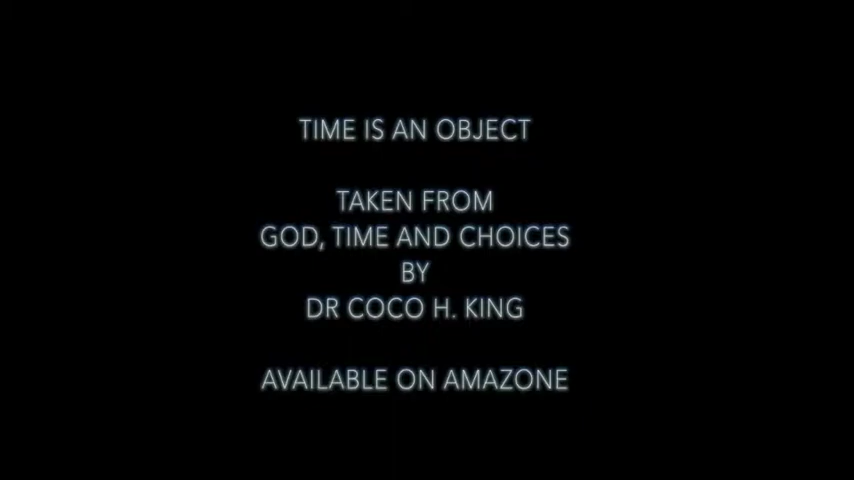 TIME IS AN OBJECT
TAKEN FROM
GOD, TIME AND CHOICES
BY
DR COCO H. KING
AVAILABLE ON AMAZONE